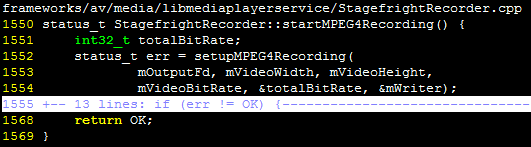 frameworks/av/media/libmediaplayerservice/StagefrightRecorder.cpp
1550 status_t StagefrightRecorder::startMPEG4Recording() {
1551     int32_t totalBitRate;
1552     status_t err = setupMPEG4Recording(
1553             mOutputFd, mVideoWidth, mVideoHeight,
1554             mVideoBitRate, &totalBitRate, &mWriter);
1555 +-- 13 lines: if (err != OK) {-------------------------------
1568     return OK;
1569 }